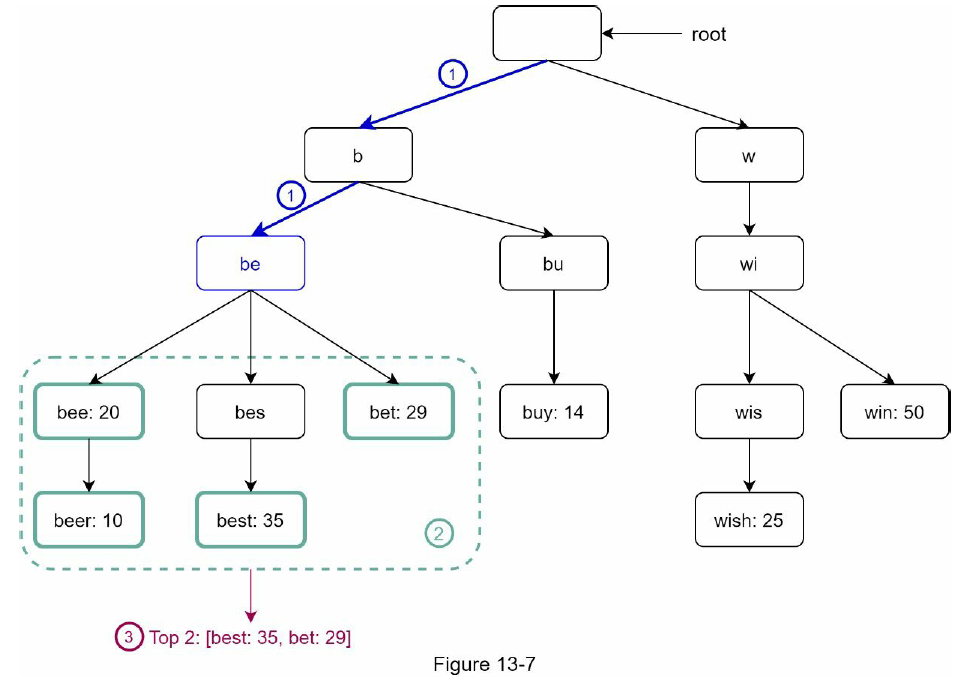 root
1
b
w
1
be
bu
wi
bee: 20
bes
bet: 29
buy: 14
wis
win: 50
beer: 10
best: 35
2
wish: 25
3 Top 2: [best: 35, bet: 29]
Figure 13-7